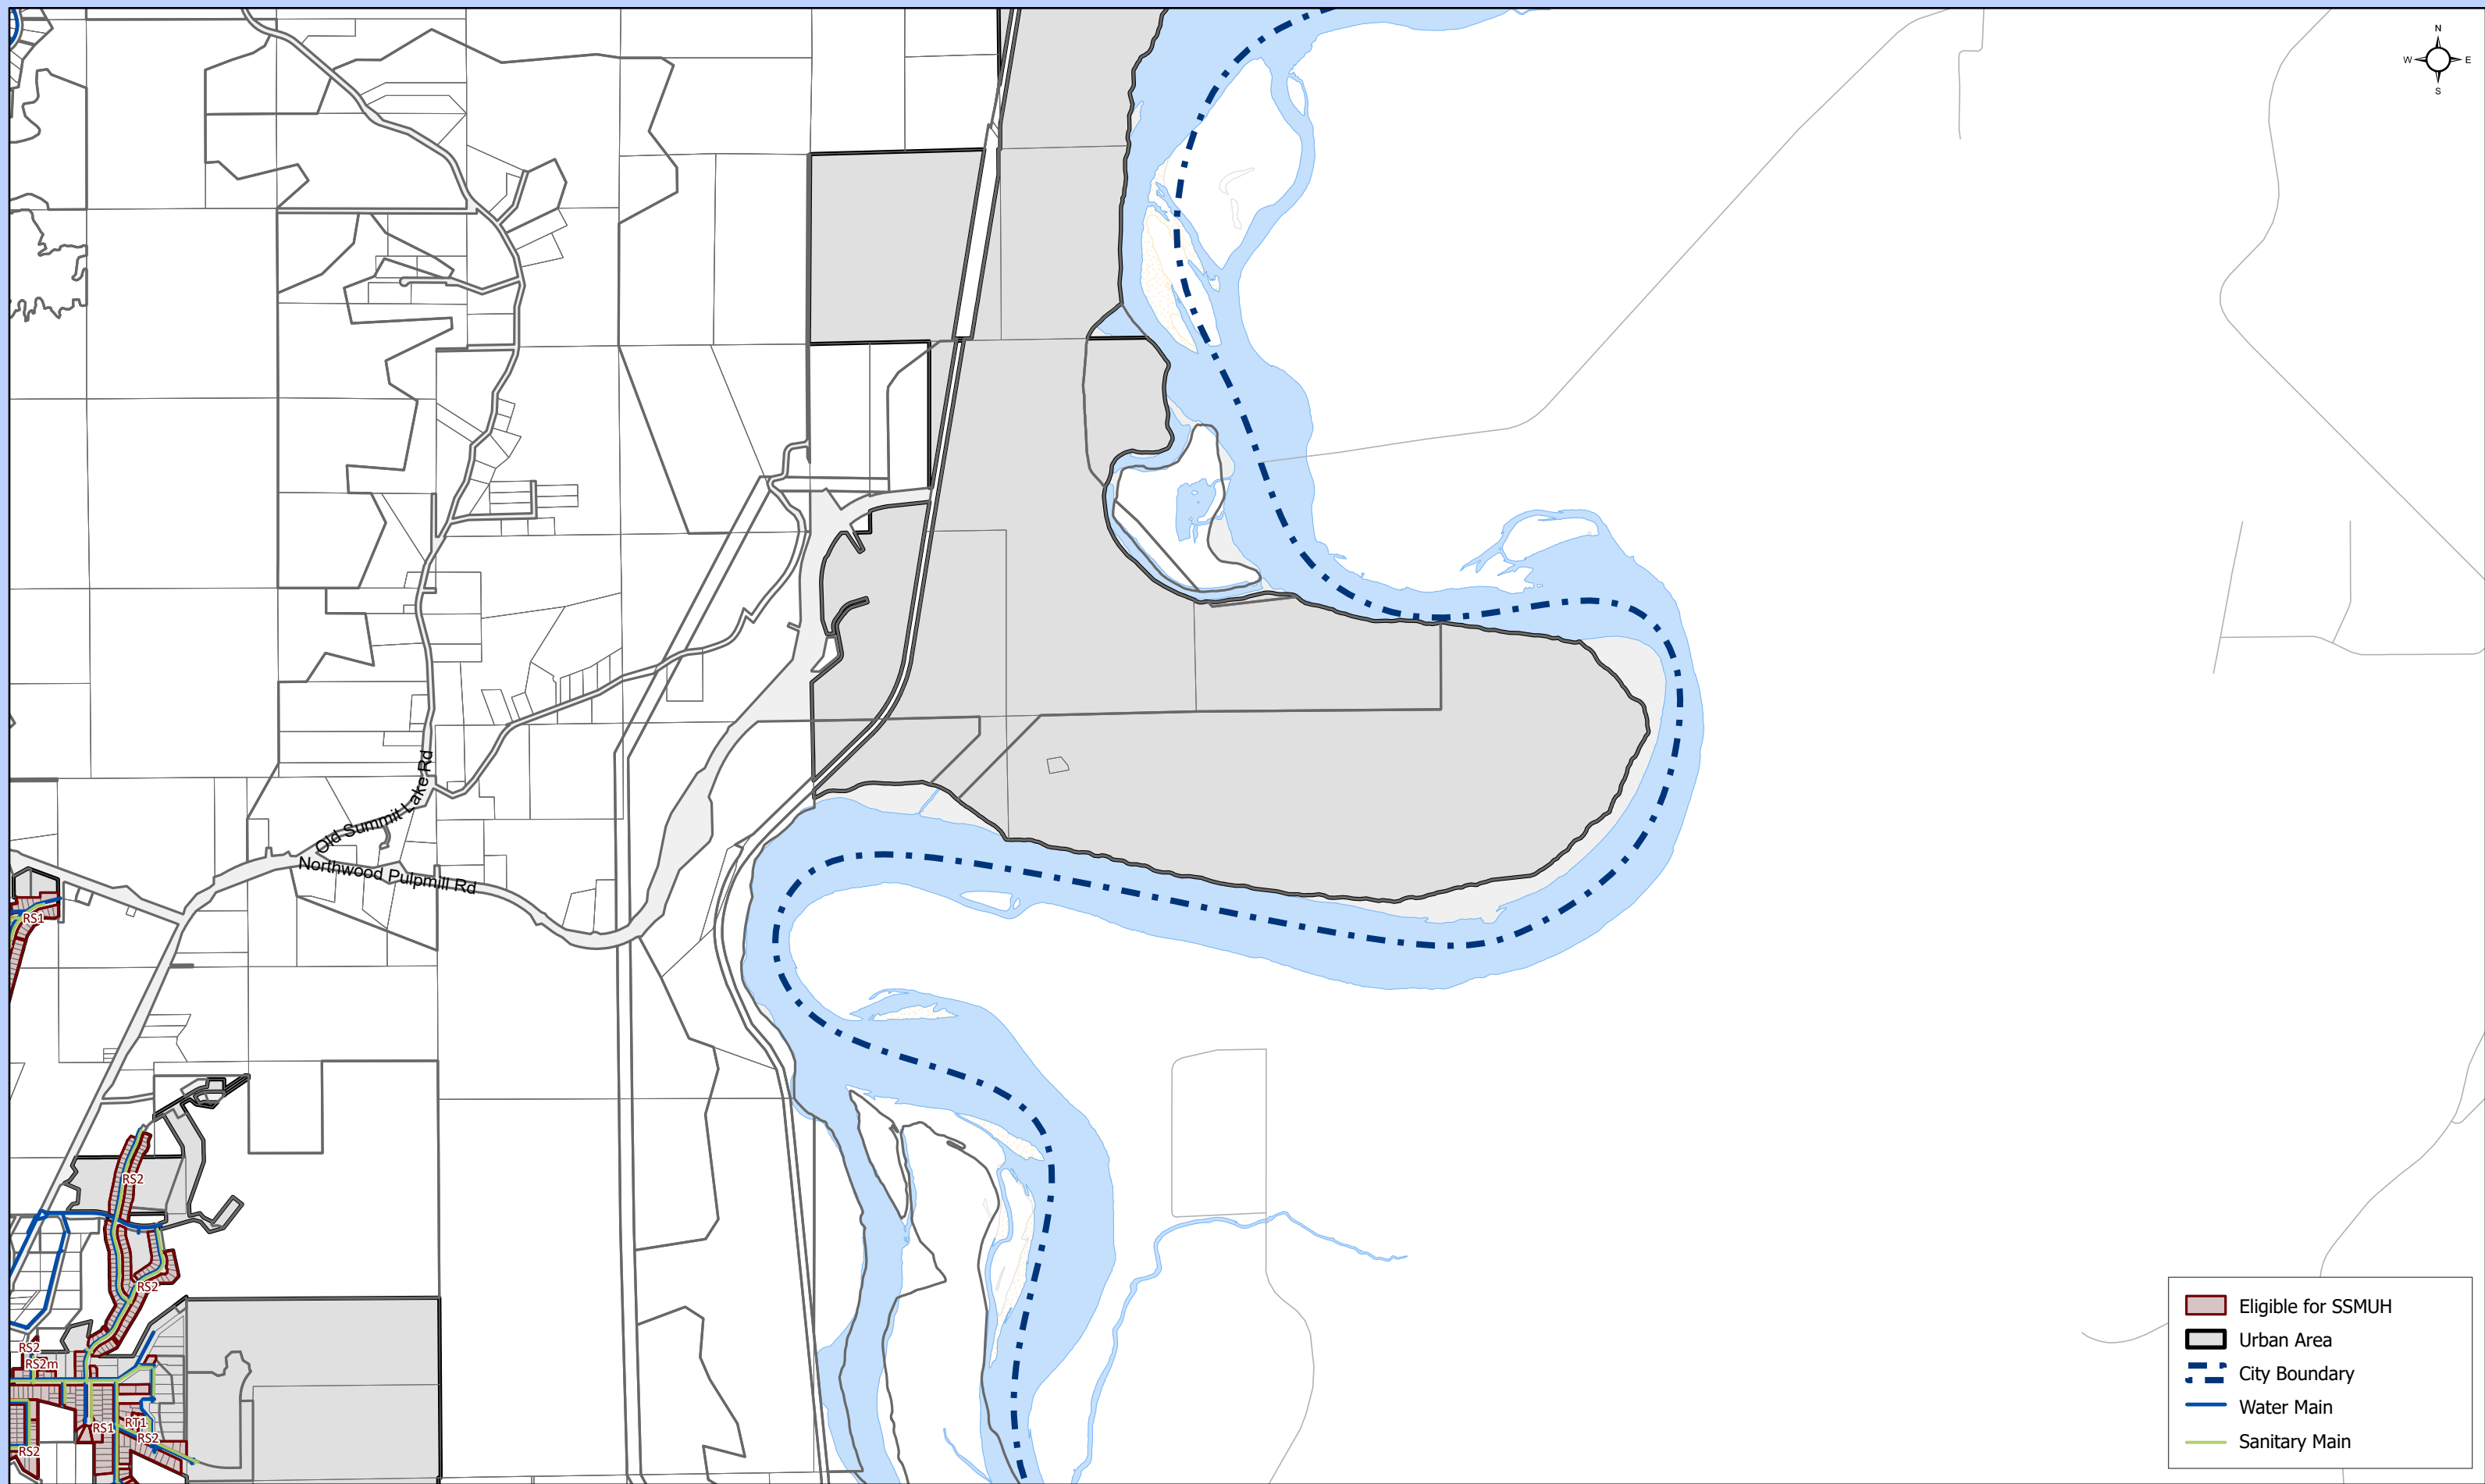 N
W E
S
Old Summit Lake Rd
Northwood Pulpmill Rd
RS1
RS2
RS2
RS2
RS2m
RS1
RT1
RS2
RS2
Eligible for SSMUH
Urban Area
City Boundary
Water Main
Sanitary Main